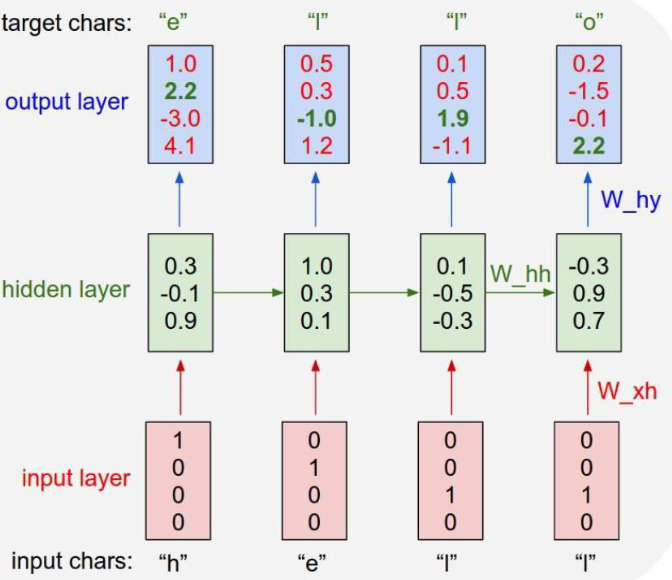 target chars: “e” “l” “l” “o”
output layer
1.0 0.5 0.1 0.2
2.2 0.3 0.5 -1.5
-3.0 -1.0 1.9 -0.1
4.1 1.2 -1.1 2.2
W_hy
hidden layer
0.3 1.0 0.1 W_hh -0.3
-0.1 0.3 -0.5 0.9
0.9 0.1 -0.3 0.7
W_xh
input layer
1 0 0 0
0 1 0 0
0 0 1 1
0 0 0 0
input chars: “h” “e” “l” “l”